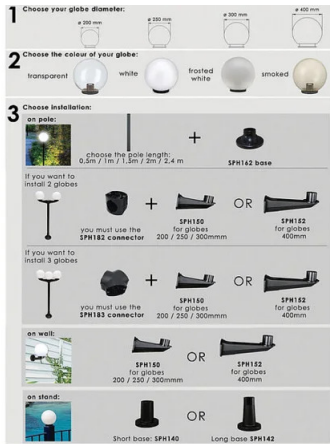 1 Choose your globe diameter:
ø 200 mm
ø 250 mm
ø 300 mm
ø 400 mm
2 Choose the colour of your globe:
transparent
white
frosted white
smoked
3 Choose installation:
on pole:
choose the pole length:
0,5m / 1m / 1,5m / 2m / 2,4 m
+
SPH162 base
If you want to
install 2 globes
you must use the
SPH182 connector
+
SPH150
for globes
200 / 250 / 300mmm
OR
SPH152
for globes
400mm
If you want to
install 3 globes
you must use the
SPH183 connector
+
SPH150
for globes
200 / 250 / 300mmm
OR
SPH152
for globes
400mm
on wall:
SPH150
for globes
200 / 250 / 300mmm
OR
SPH152
for globes
400mm
on stand:
Short base: SPH140
OR
Long base SPH142